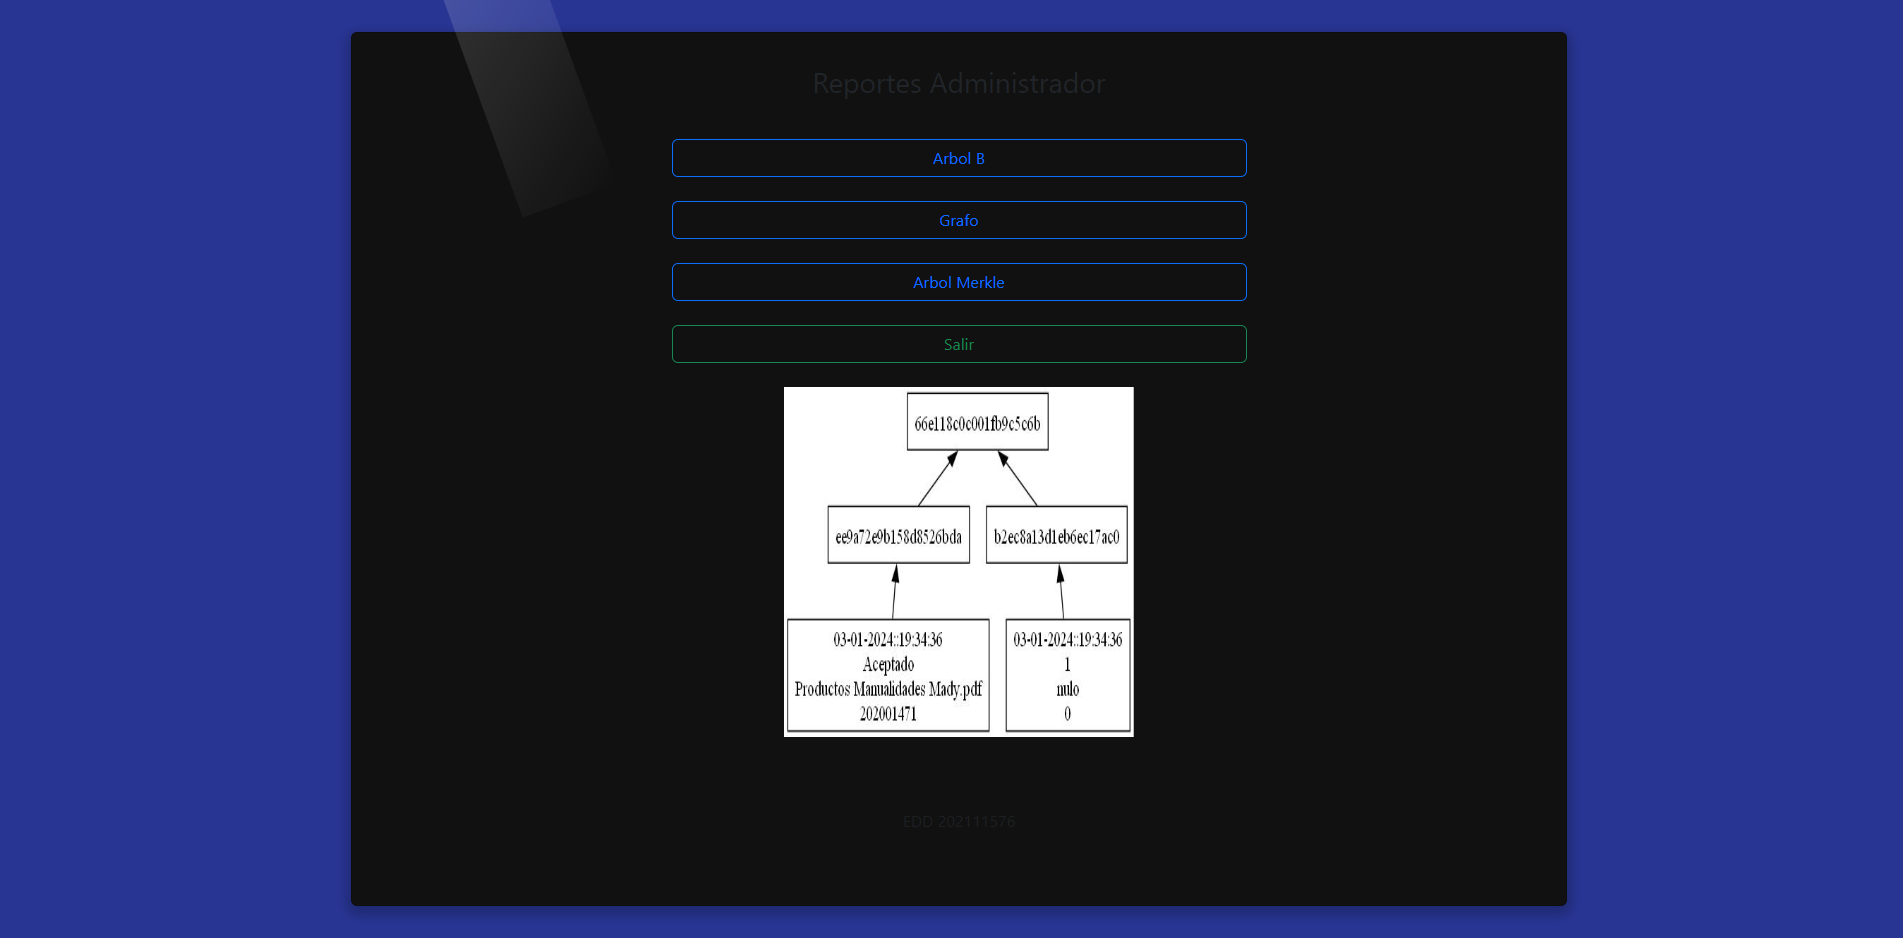 Reportes Administrador
Arbol B
Grafo
Arbol Merkle
Salir
66e118c0c001fb9c5c6b
ee9a72e9b158d8526bda
b2ec8a13d1eb6ec17ac0
03-01-2024::19:34:36
Aceptado
Productos Manualidades Mady.pdf
202001471
03-01-2024::19:34:36
1
nulo
0
EDD 202111576